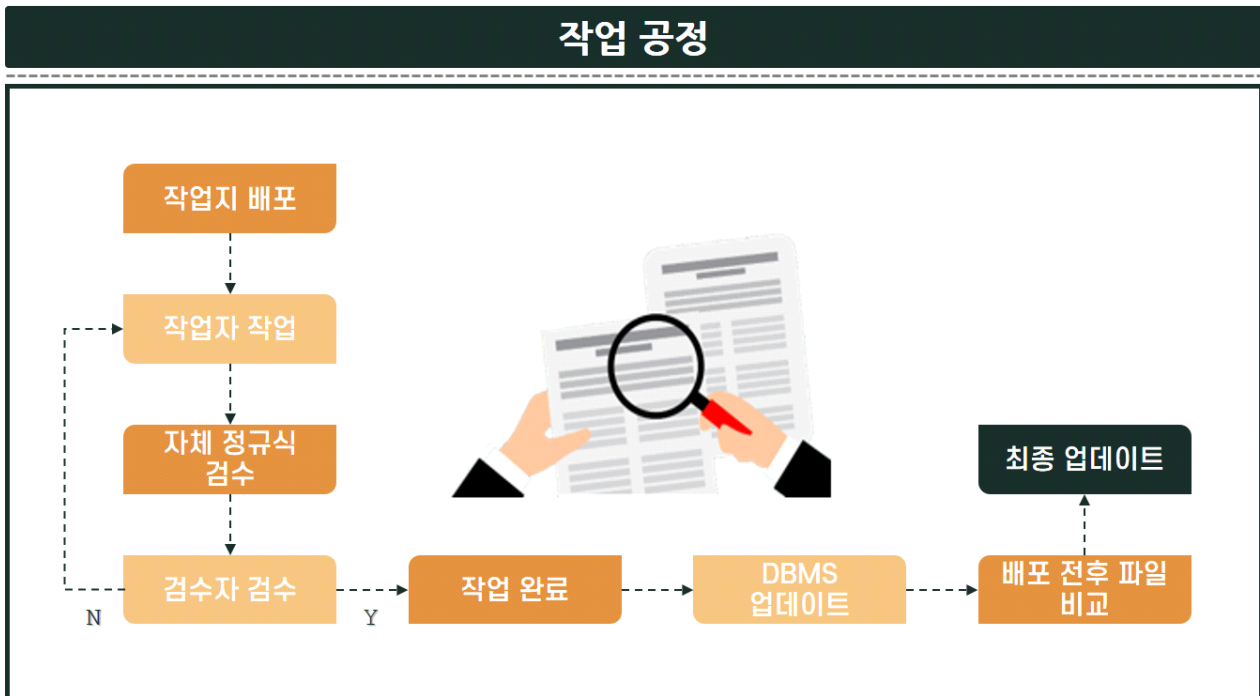 작업 공정
작업지 배포
작업자 작업
자체 정규식
검수
검수자 검수
N
Y
작업 완료
DBMS
업데이트
배포 전후 파일
비교
최종 업데이트